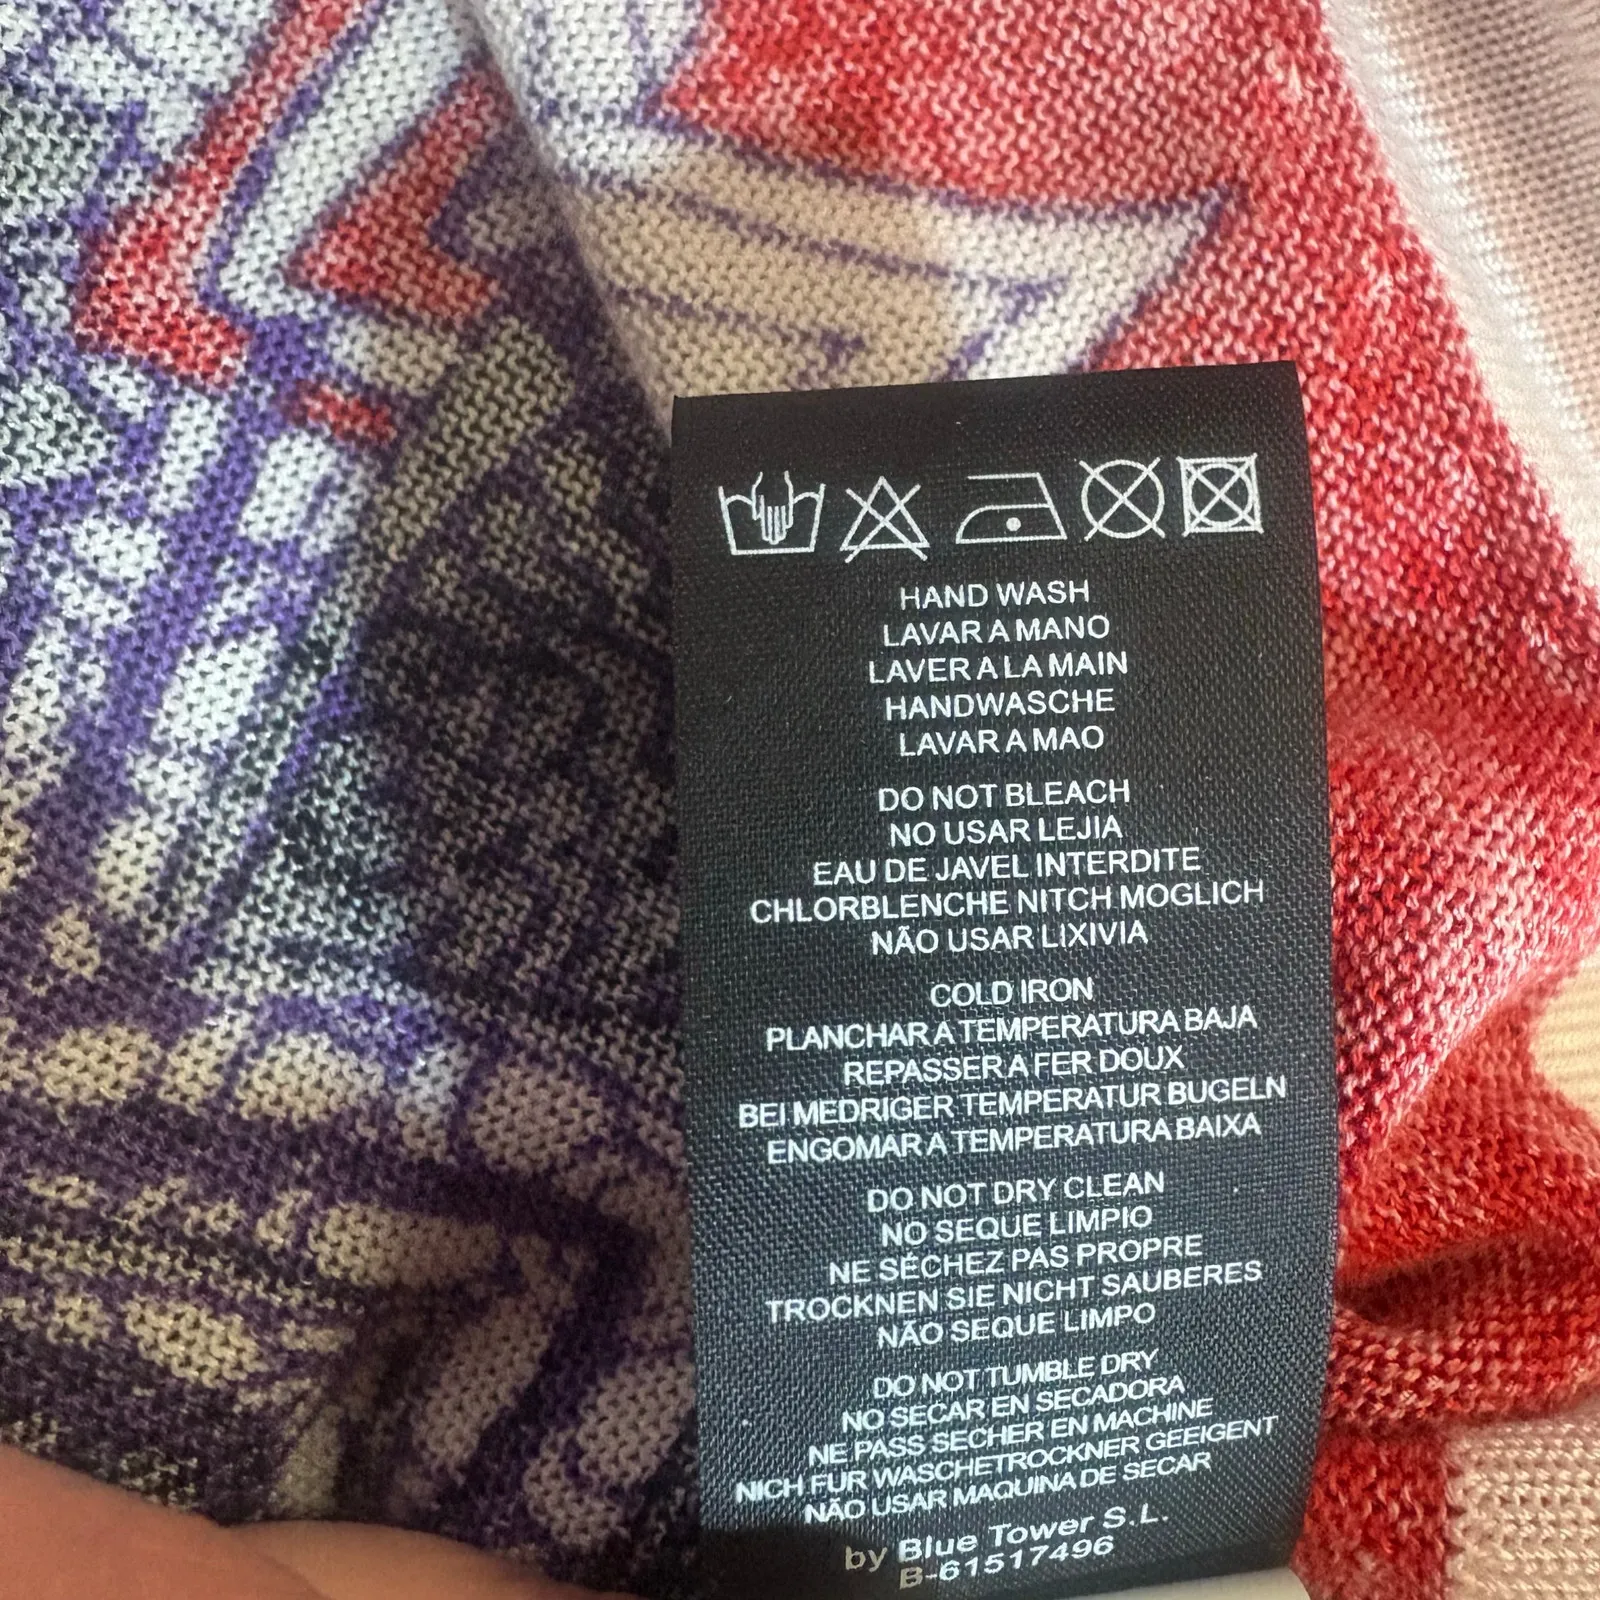 HAND WASH
LAVAR A MANO
LAVER A LA MAIN
HANDWASCHE
LAVAR A MAO
DO NOT BLEACH
NO USAR LEJIA
EAU DE JAVEL INTERDITE
CHLORBLENCHE NITCH MOGLICH
NÃO USAR LIXIVIA
COLD IRON
PLANCHAR A TEMPERATURA BAJA
REPASSER A FER DOUX
BEI MEDRIGER TEMPERATUR BUGELN
ENGOMAR A TEMPERATURA BAIXA
DO NOT DRY CLEAN
NO SEQUE LIMPIO
NE SÉCHEZ PAS PROPRE
TROCKNEN SIE NICHT SAUBERES
NÃO SEQUE LIMPO
DO NOT TUMBLE DRY
NO SECAR EN SECADORA
NE PASS SECHER EN MACHINE
NICH FUR WASCHETROCKNER GEEIGENT
NÃO USAR MAQUINA DE SECAR
by Blue Tower S.L.
B-61517496